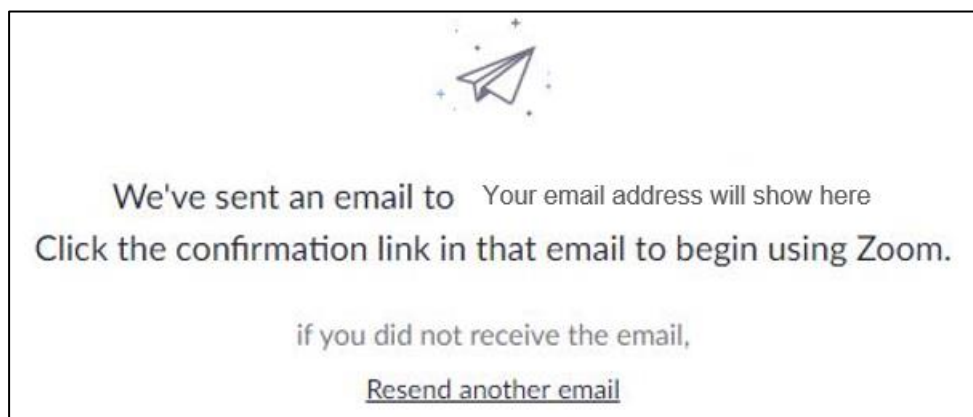 We've sent an email to Your email address will show here
Click the confirmation link in that email to begin using Zoom.
if you did not receive the email,
Resend another email